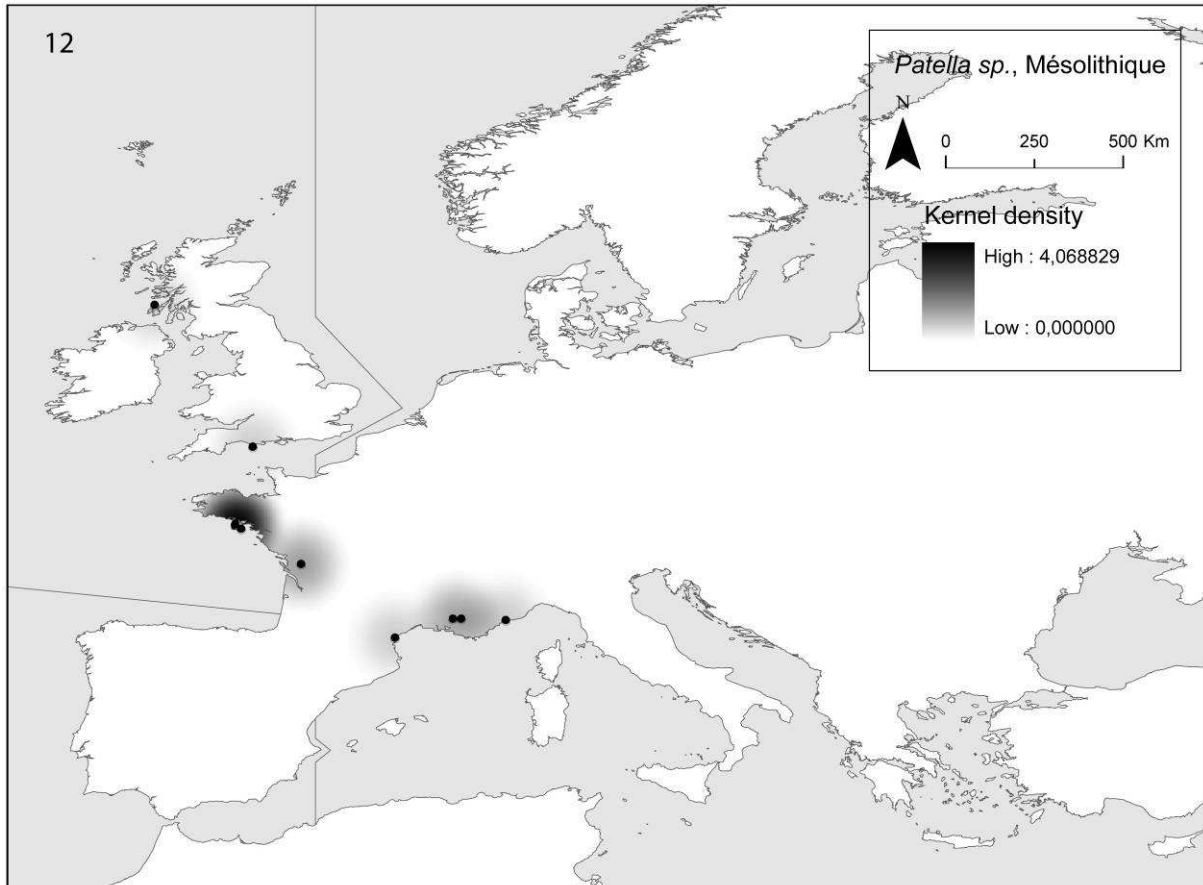 12
Patella sp., Mésolithique
N
0 250 500 Km
Kernel density
High : 4,068829
Low : 0,000000